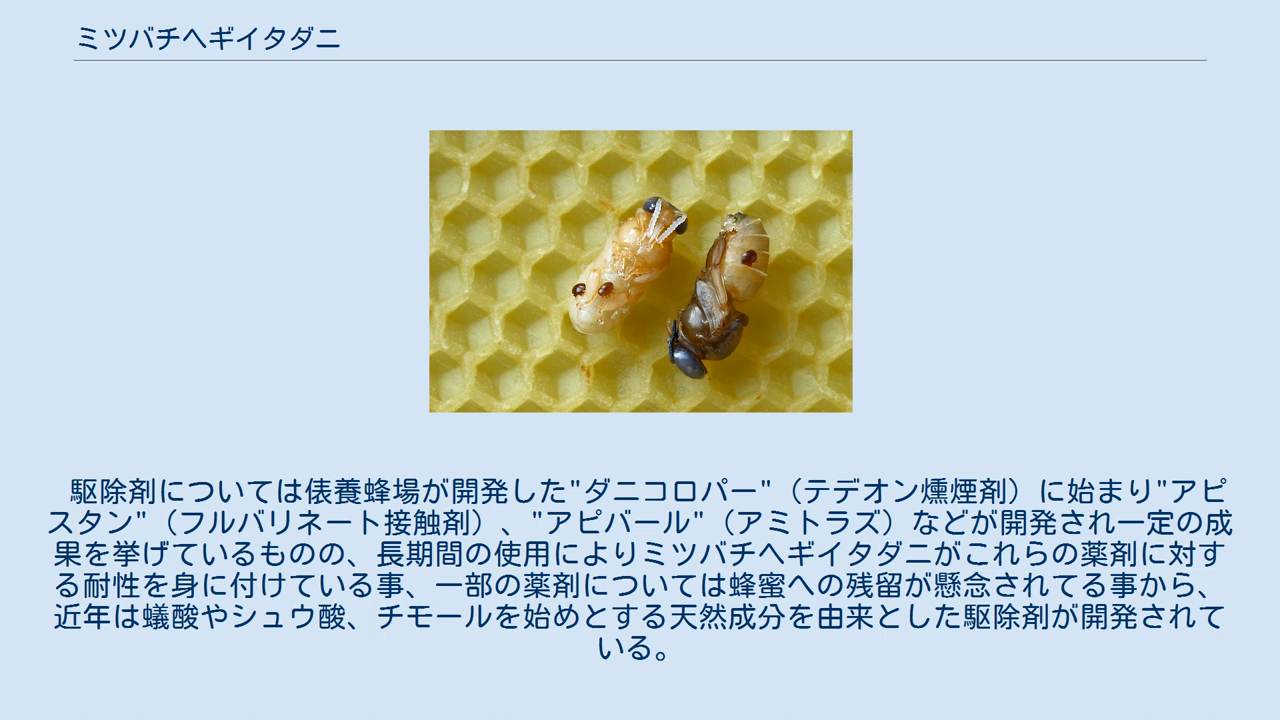 ミツバチヘギイタダニ
駆除剤については俵養蜂場が開発した"ダニコロパー"（テデオン燻煙剤）に始まり"アピ
スタン"（フルバリネート接触剤）、"アピバール"（アミトラズ）などが開発され一定の成
果を挙げているものの、長期間の使用によりミツバチヘギイタダニがこれらの薬剤に対す
る耐性を身に付けている事、一部の薬剤については蜂蜜への残留が懸念されてる事から、
近年は蟻酸やシュウ酸、チモールを始めとする天然成分を由来とした駆除剤が開発されて
いる。